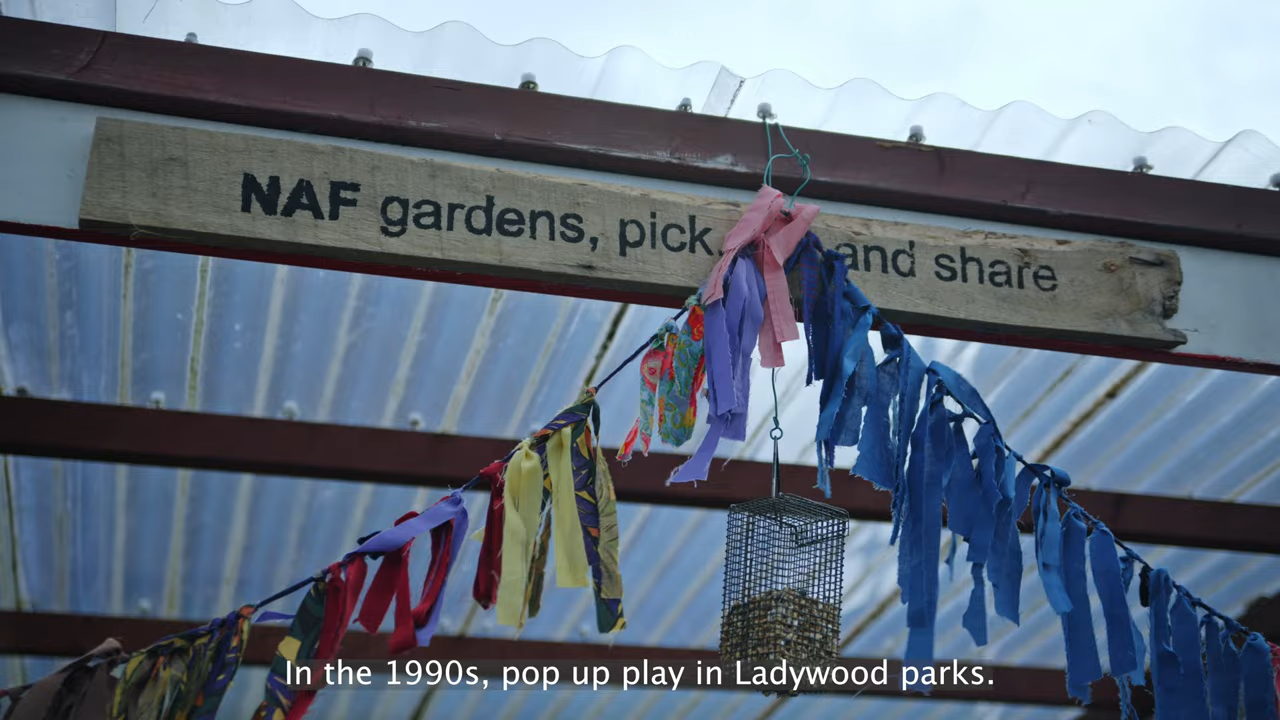 NAF gardens, pick, and share
In the 1990s, pop up play in Ladywood parks.